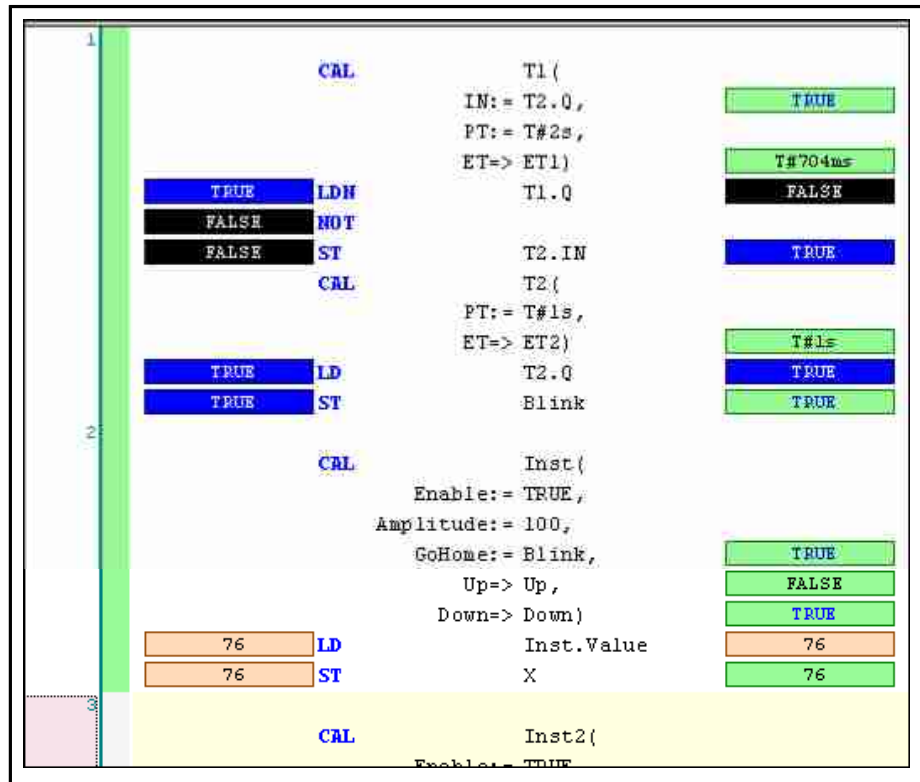 1
CAL T1(
IN:= T2.Q, TRUE
PT:= T#2s,
ET=> ET1) T#704ms
TRUE LDN T1.Q FALSE
FALSE NOT
FALSE ST T2.IN TRUE
CAL T2(
PT:= T#1s,
ET=> ET2) T#1s
TRUE LD T2.Q TRUE
TRUE ST Blink TRUE
2
CAL Inst(
Enable:= TRUE,
Amplitude:= 100,
GoHome:= Blink, TRUE
Up=> Up, FALSE
Down=> Down) TRUE
76 LD Inst.Value 76
76 ST X 76
3
CAL Inst2(
Enable:= TRUE